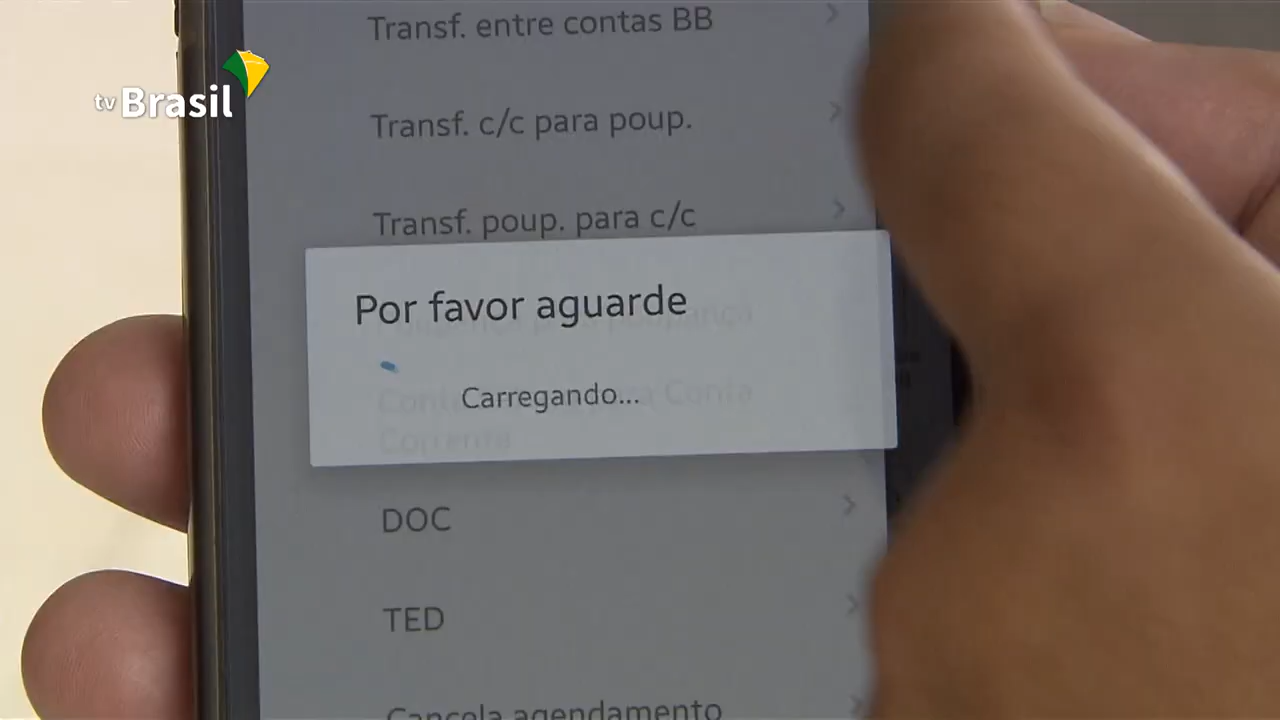 Transf. entre contas BB
tv Brasil
Transf. c/c para poup.
Transf. poup. para c/c
Por favor aguarde
Carregando...
Correnta
DOC
TED
Cancela agendamento